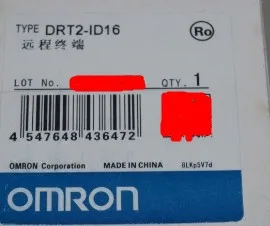 TYPE DRT2-ID16
Ro
远程终端
LOT No.
QTY. 1
4 547648 436472
OMRON Corporation MADE IN CHINA 6LKp5V7d
OMRON